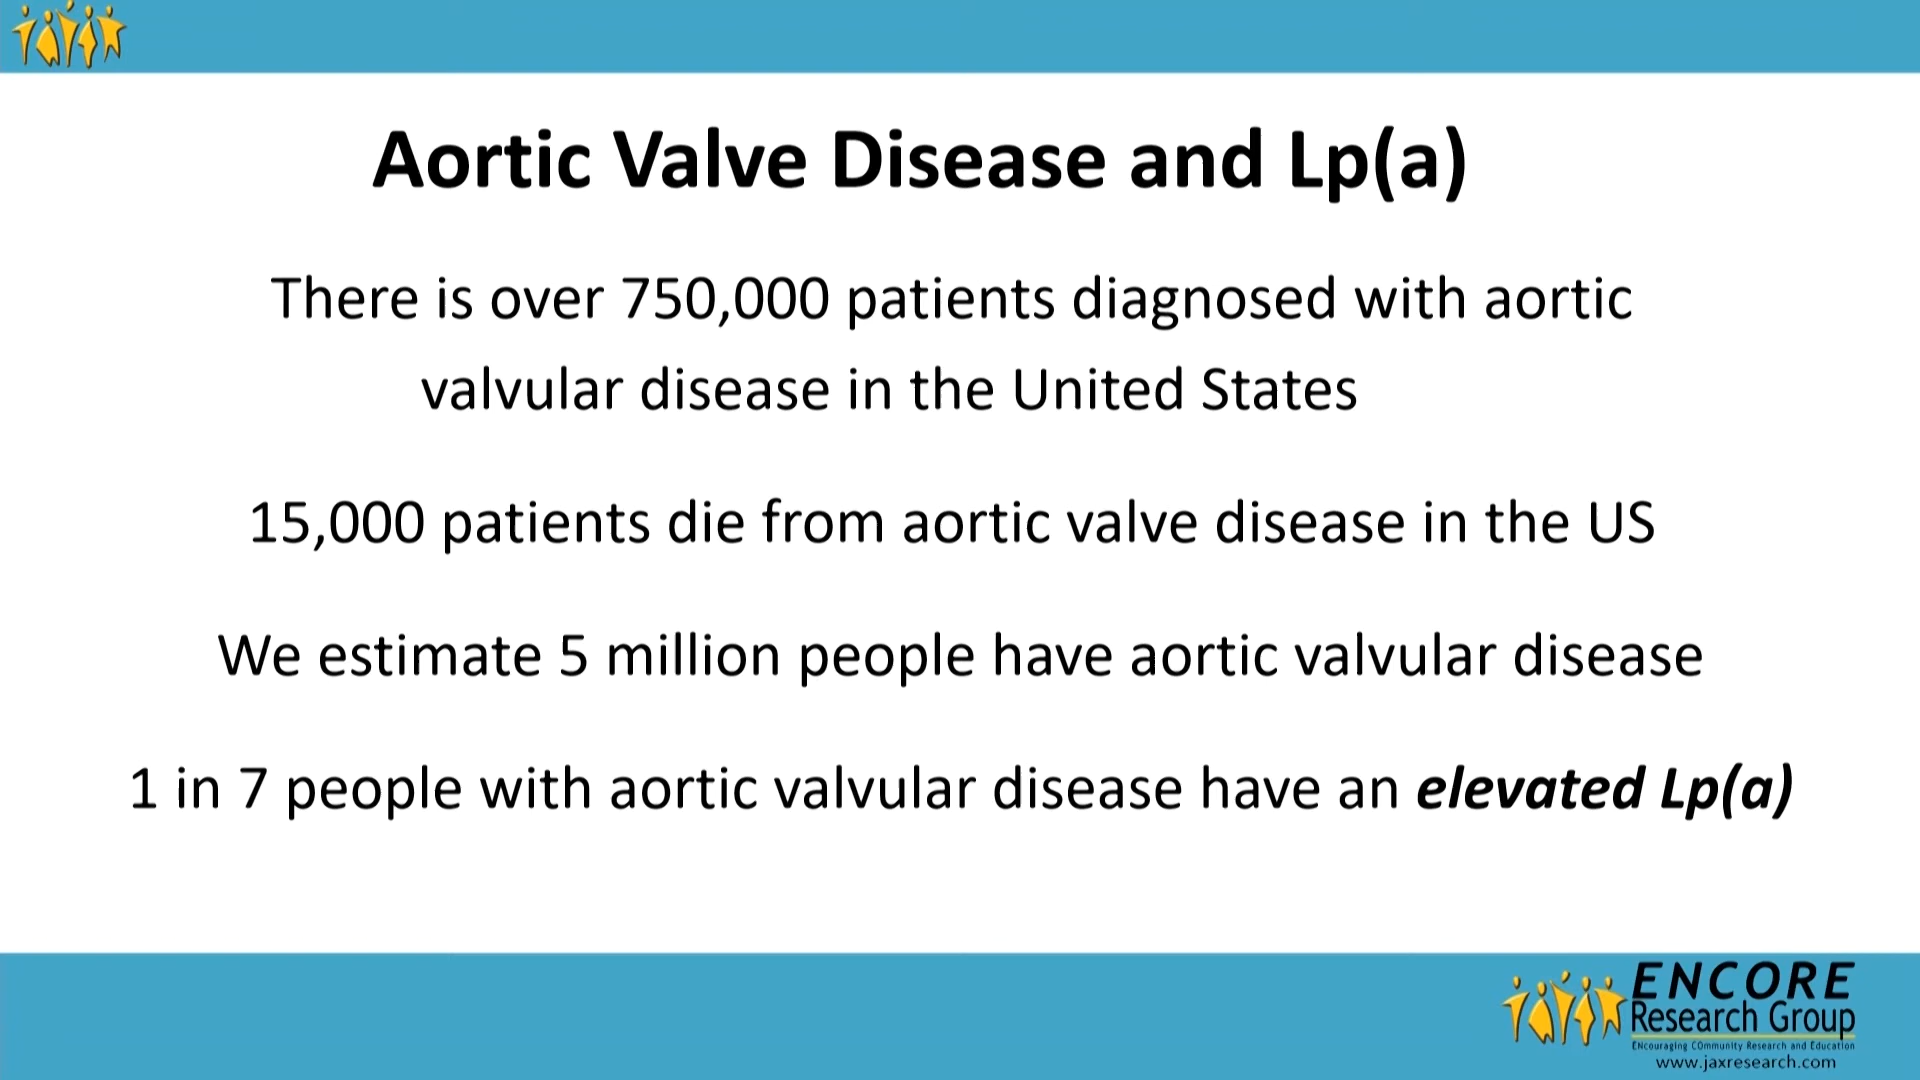 Aortic Valve Disease and Lp(a)
There is over 750,000 patients diagnosed with aortic
valvular disease in the United States
15,000 patients die from aortic valve disease in the US
We estimate 5 million people have aortic valvular disease
1 in 7 people with aortic valvular disease have an elevated Lp(a)
ENCORE
Research Group
ENcouraging COmmunity Research and Education
www.jaxresearch.com